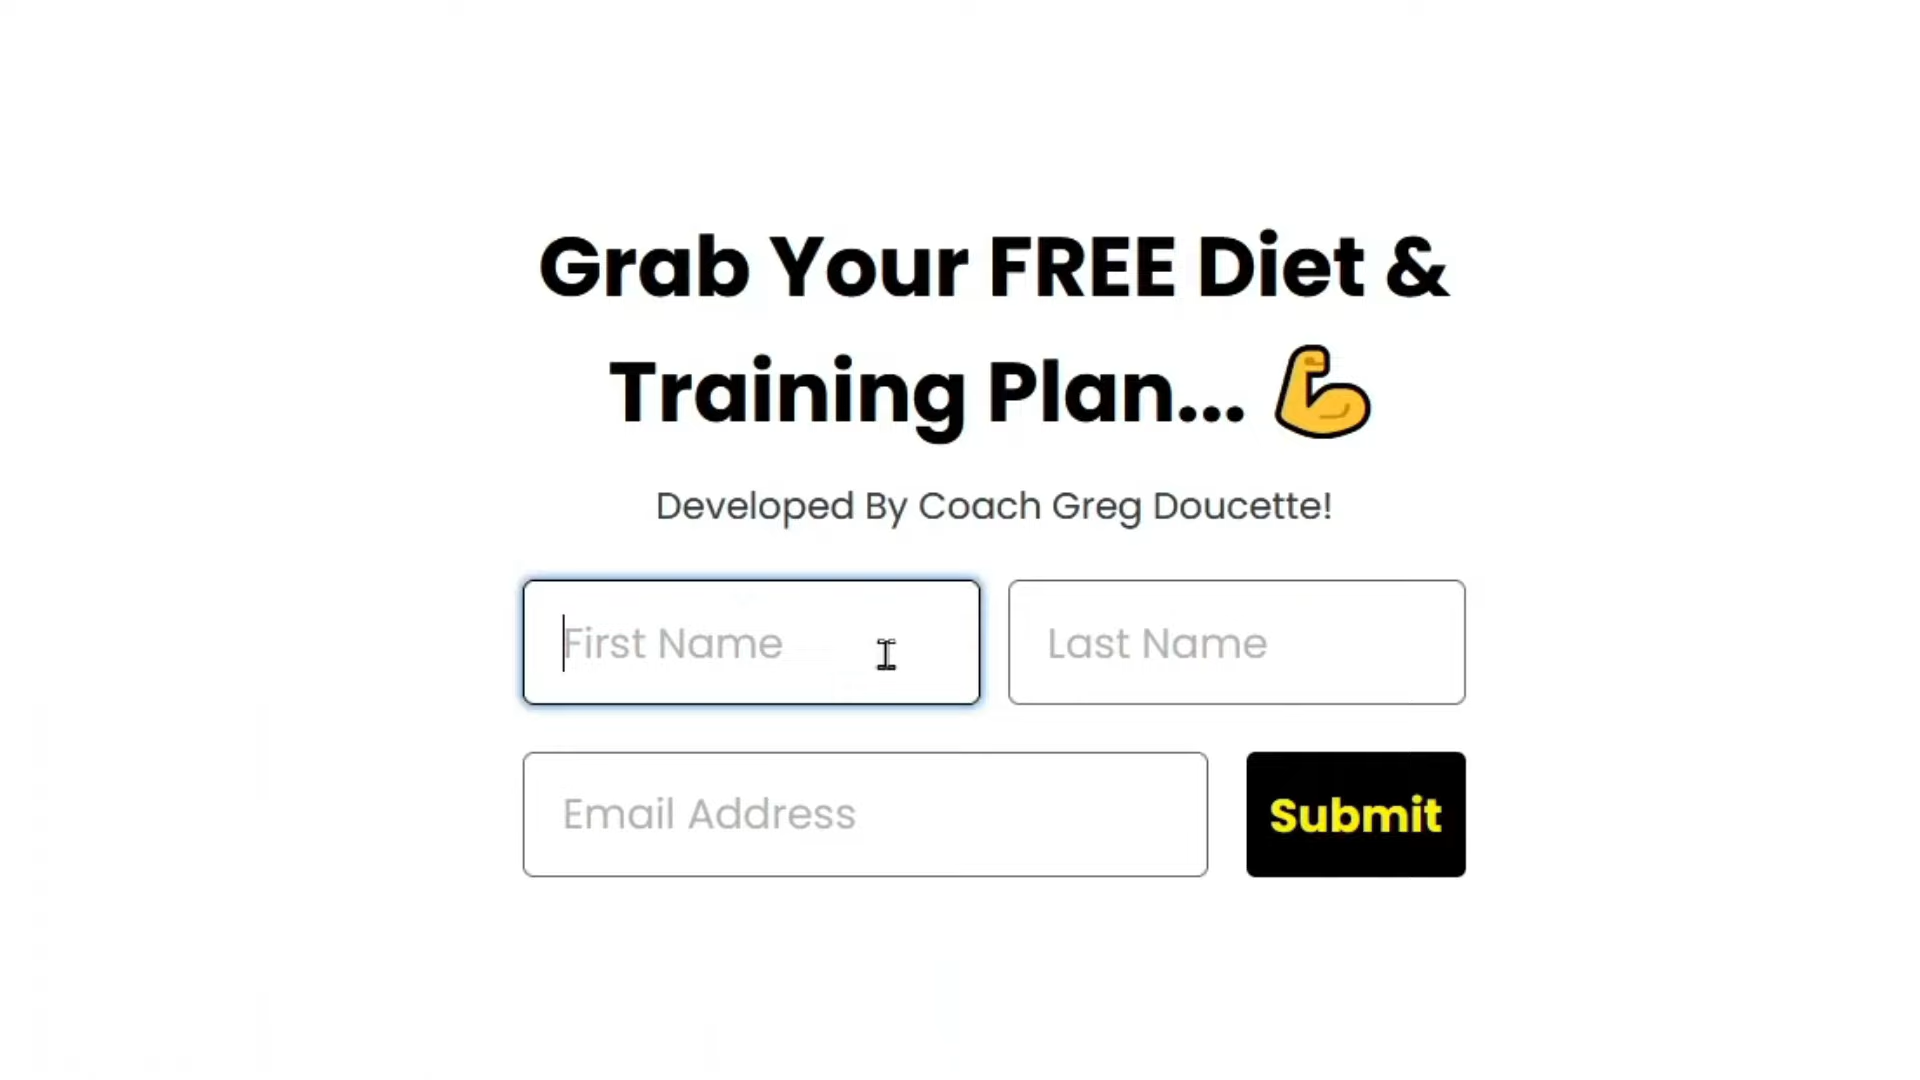 Grab Your FREE Diet &
Training Plan... 💪
Developed By Coach Greg Doucette!
First Name
Last Name
Email Address
Submit